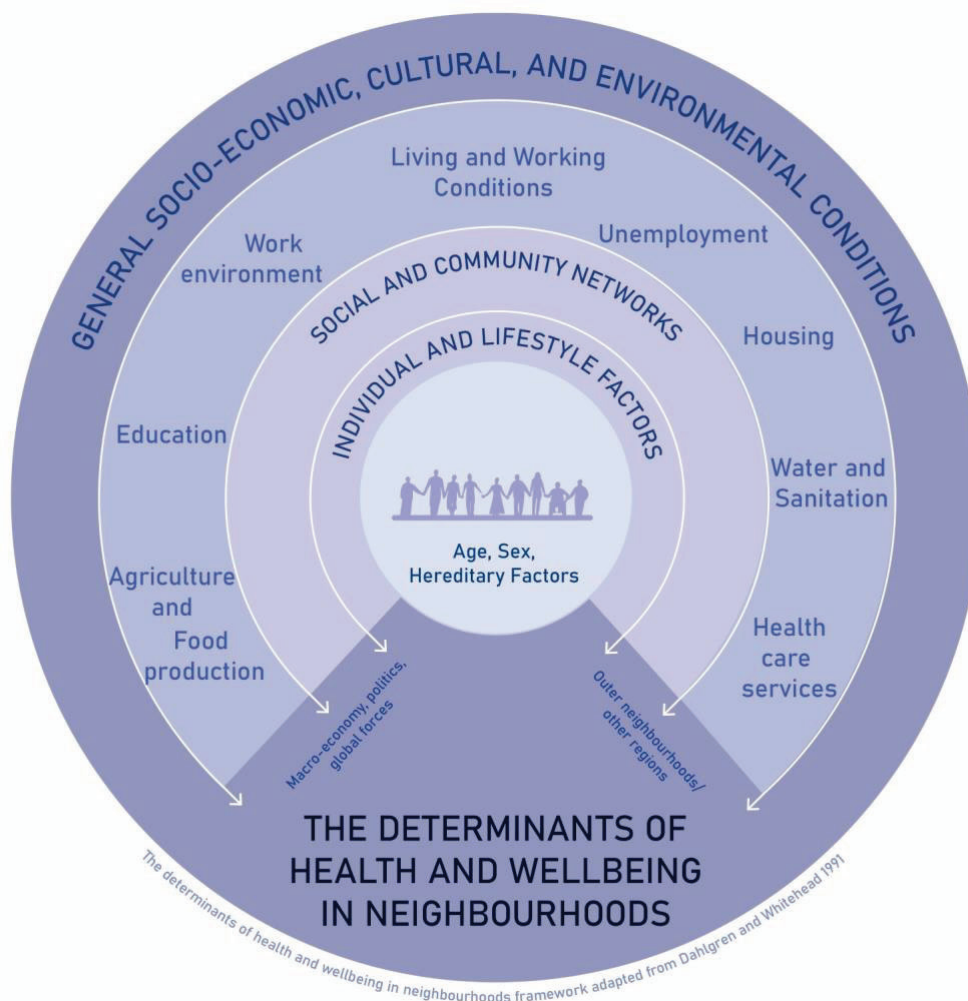 GENERAL SOCIO-ECONOMIC, CULTURAL, AND ENVIRONMENTAL CONDITIONS
Living and Working
Conditions
Work
environment
Unemployment
SOCIAL AND COMMUNITY NETWORKS
Housing
INDIVIDUAL AND LIFESTYLE FACTORS
Education
Water and
Sanitation
Age, Sex,
Hereditary Factors
Agriculture
and
Food
production
Health
care
services
Macro-economy, politics,
global forces
Outer neighbourhoods/
other regions
THE DETERMINANTS OF
HEALTH AND WELLBEING
IN NEIGHBOURHOODS
The determinants of health and wellbeing in neighbourhoods framework adapted from Dahlgren and Whitehead 1991